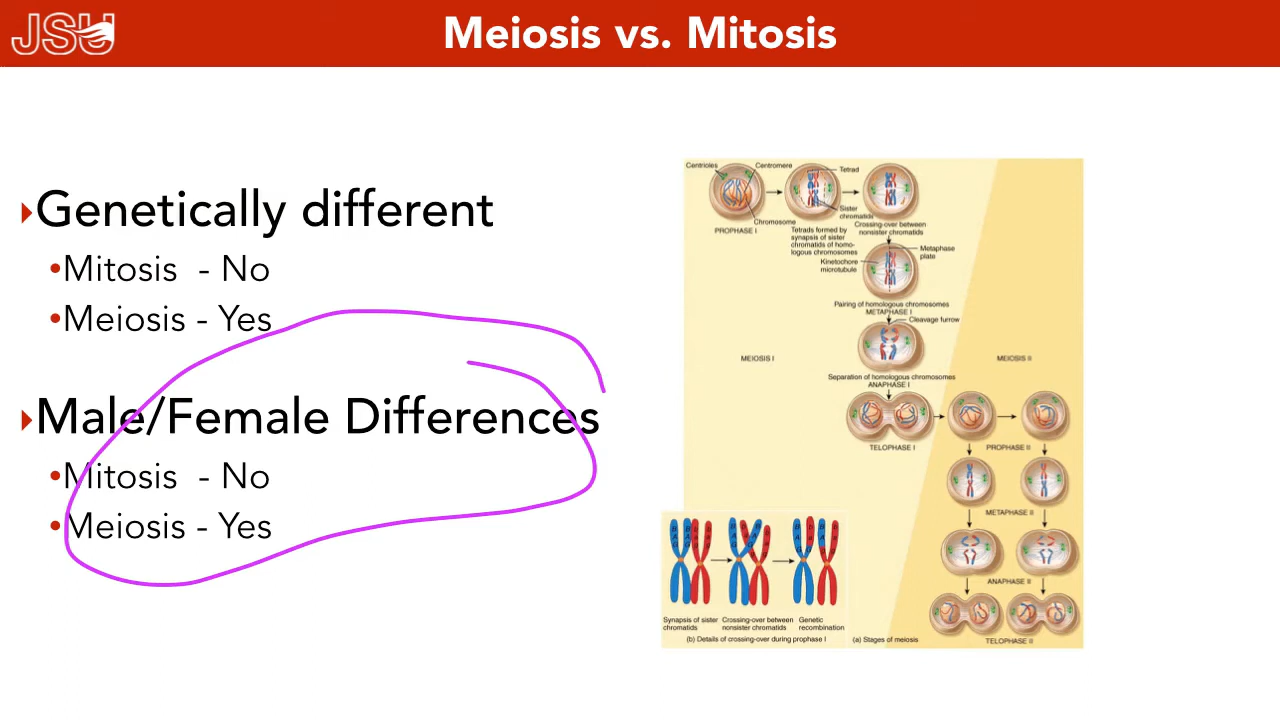 JSU
Meiosis vs. Mitosis
Genetically different
Mitosis - No
Meiosis - Yes
Male/Female Differences
Mitosis - No
Meiosis - Yes
Centrioles
Centromere
Tetrad
Sister
chromatids
Chromosome
PROPHASE I
Tetrads formed by
synapsis of sister
chromatids of homo-
logous chromosomes
Crossing-over between
nonsister chromatids
Metaphase
plate
Kinetochore
microtubule
Pairing of homologous chromosomes
METAPHASE I
Cleavage furrow
MEIOSIS I
MEIOSIS II
Separation of homologous chromosomes
ANAPHASE I
TELOPHASE I
PROPHASE II
METAPHASE II
ANAPHASE II
TELOPHASE II
Synapsis of sister
chromatids
Crossing-over between
nonsister chromatids
Genetic
recombination
(b) Details of crossing-over during prophase I
(a) Stages of meiosis